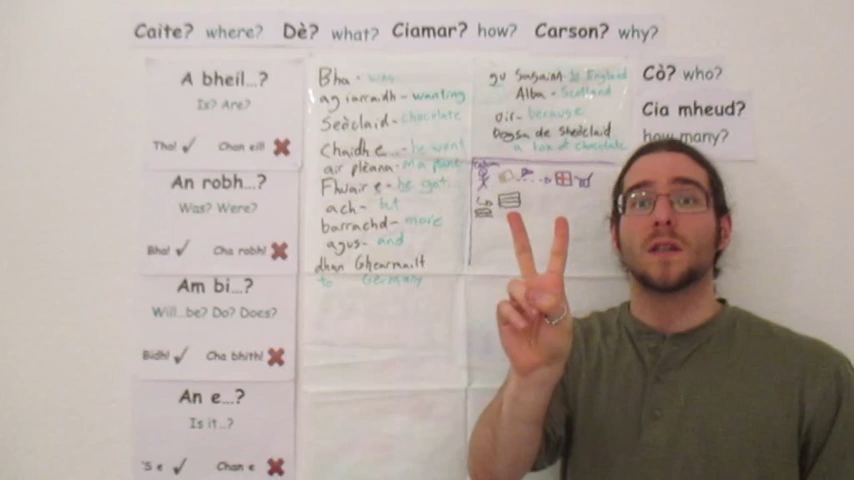 Caite? where? Dè? what? Ciamar? how? Carson? why?
A bheil...?
Is? Are?
Tha! Chan eil!
An robh...?
Was? Were?
Bha! Cha robh!
Am bi...?
Will...be? Do? Does?
Bidh! Cha bhith!
An e...?
Is it...?
'S e Chan e
Bha - was
ag iarraidh - wanting
Seòclaid - chocolate
Chaidh e... - he went
air plèana - on a plane
Fhuair e - he got
ach - but
barrachd - more
agus - and
dhan Ghearmailt
to Germany
gu Sasainn to England
Alba - Scotland
oir - because
bogsa de sheòclaid
a box of chocolate
Cò? who?
Cia mheud?
how many?